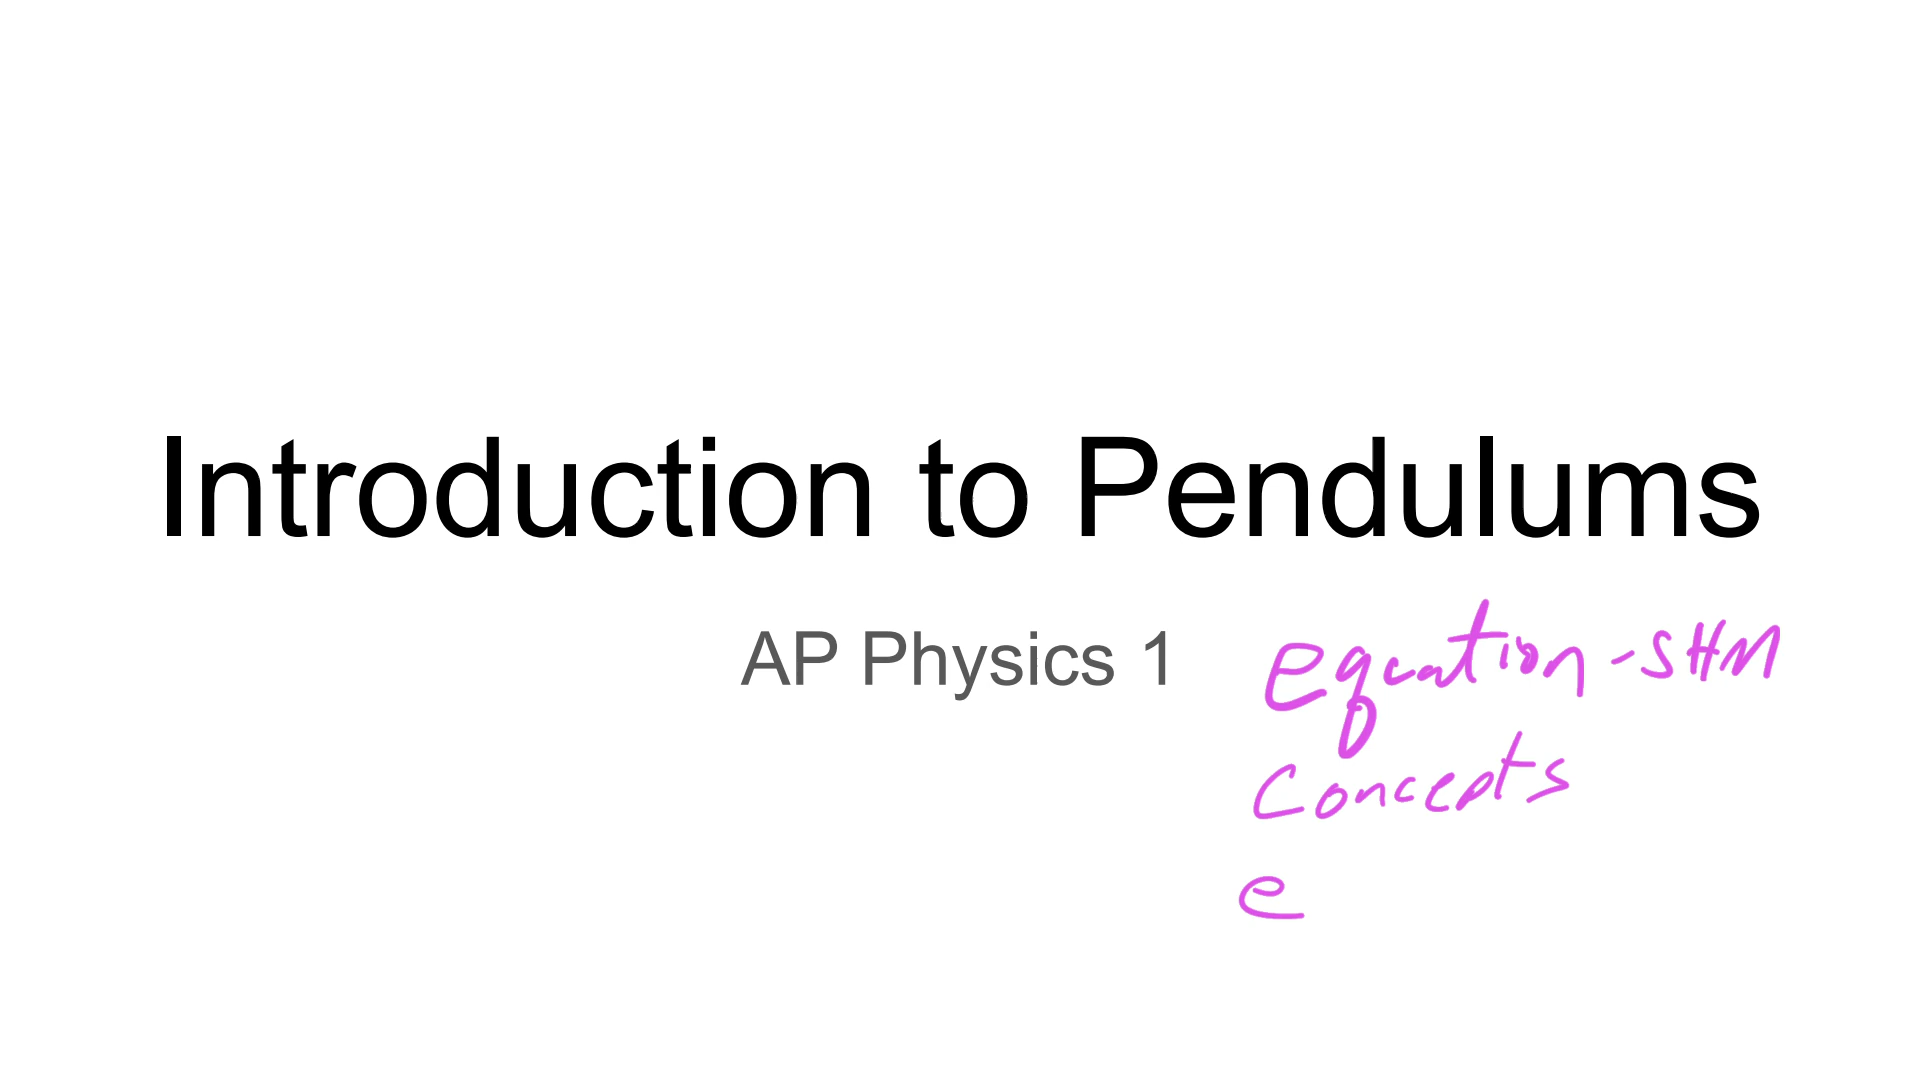 Introduction to Pendulums
AP Physics 1
Equation - SHM
Concepts
e